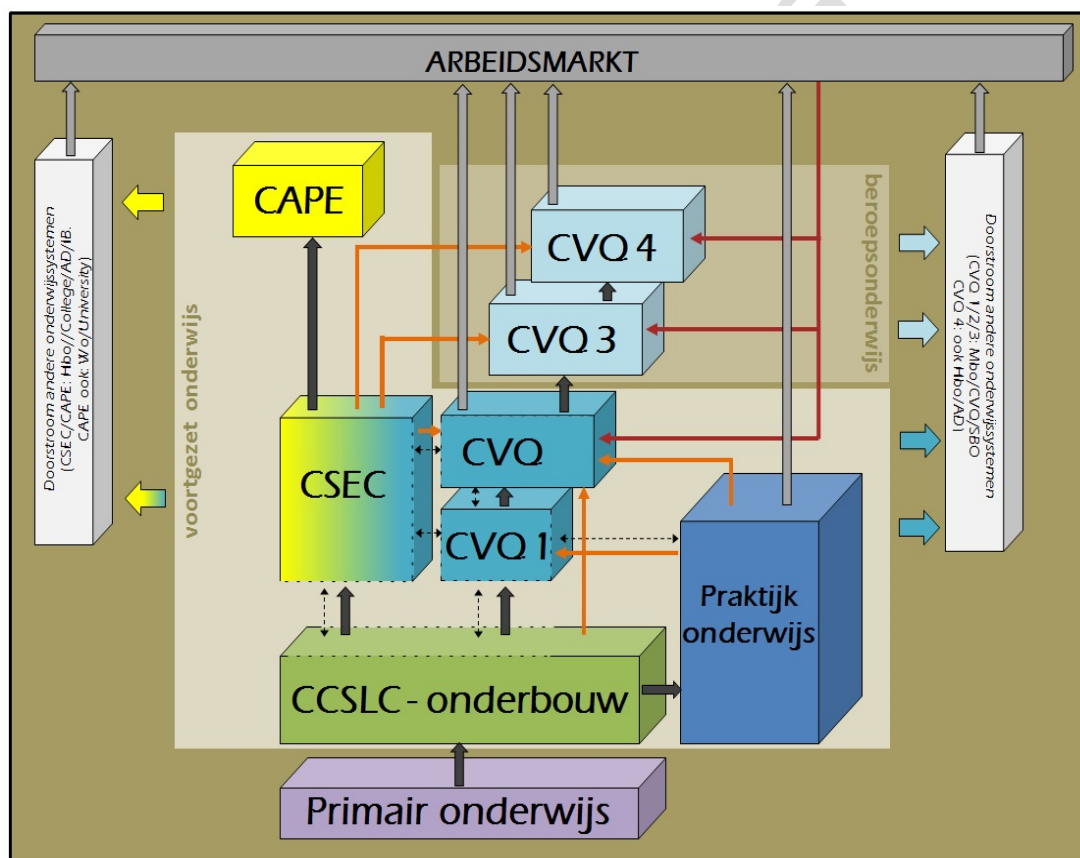 ARBEIDSMARKT
Doorstroom andere onderwijssystemen
(CSEC/CAPE: Hbo//College/AD/IB.
CAPE ook: Wo/University)
voortgezet onderwijs
CAPE
beroepsonderwijs
CVQ 4
CVQ 3
CSEC
CVQ
CVQ 1
Praktijk
onderwijs
CCSLC - onderbouw
Primair onderwijs
Doorstroom andere onderwijssystemen
(CVQ 1/2/3: Mbo/CVQ/SBO
CVQ 4: ook Hbo/AD)